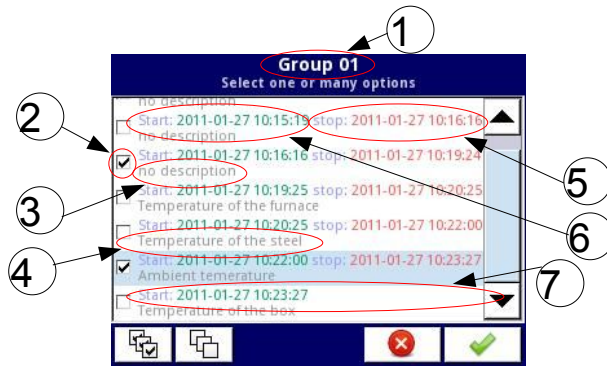 1
Group 01
Select one or many options
no description
Start: 2011-01-27 10:15:19 stop: 2011-01-27 10:16:16
no description
2
Start: 2011-01-27 10:16:16 stop: 2011-01-27 10:19:24
no description
5
Start: 2011-01-27 10:19:25 stop: 2011-01-27 10:20:25
Temperature of the furnace
3
Start: 2011-01-27 10:20:25 stop: 2011-01-27 10:22:00
Temperature of the steel
6
4
Start: 2011-01-27 10:22:00 stop: 2011-01-27 10:23:27
Ambient temerature
7
Start: 2011-01-27 10:23:27
Temperature of the box